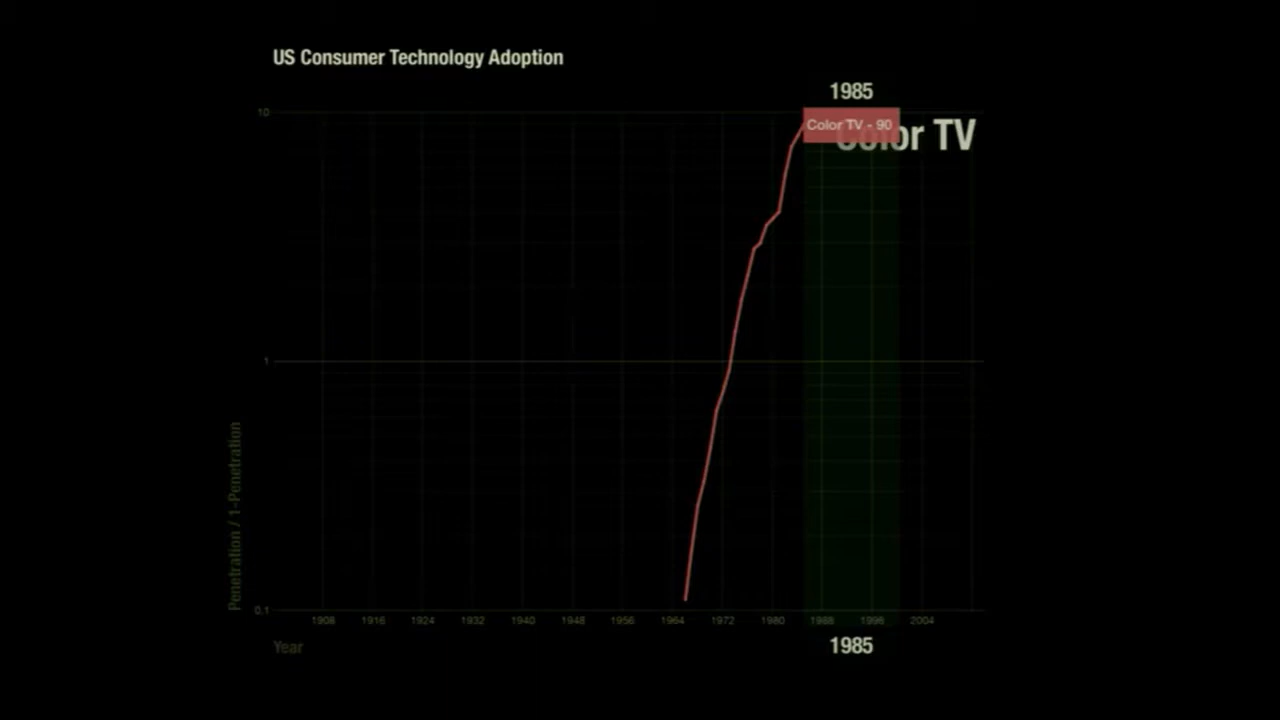 US Consumer Technology Adoption
1985
10
Color TV - 90
Color TV
1
Penetration / 1-Penetration
0.1
1908 1916 1924 1932 1940 1948 1956 1964 1972 1980 1988 1996 2004
Year
1985